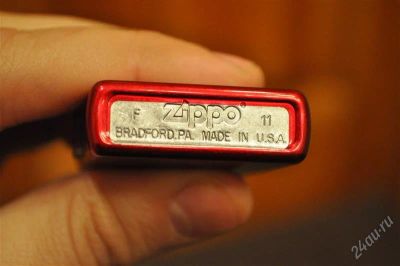 F Zippo® 11
BRADFORD.PA. MADE IN U.S.A.
24au.ru